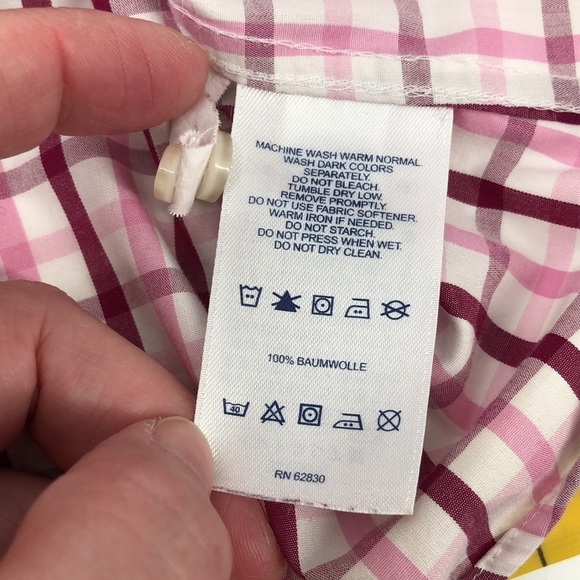 MACHINE WASH WARM NORMAL.
WASH DARK COLORS
SEPARATELY.
DO NOT BLEACH.
TUMBLE DRY LOW.
REMOVE PROMPTLY.
DO NOT USE FABRIC SOFTENER.
WARM IRON IF NEEDED.
DO NOT STARCH.
DO NOT PRESS WHEN WET.
DO NOT DRY CLEAN.
100% BAUMWOLLE
40
RN 62830